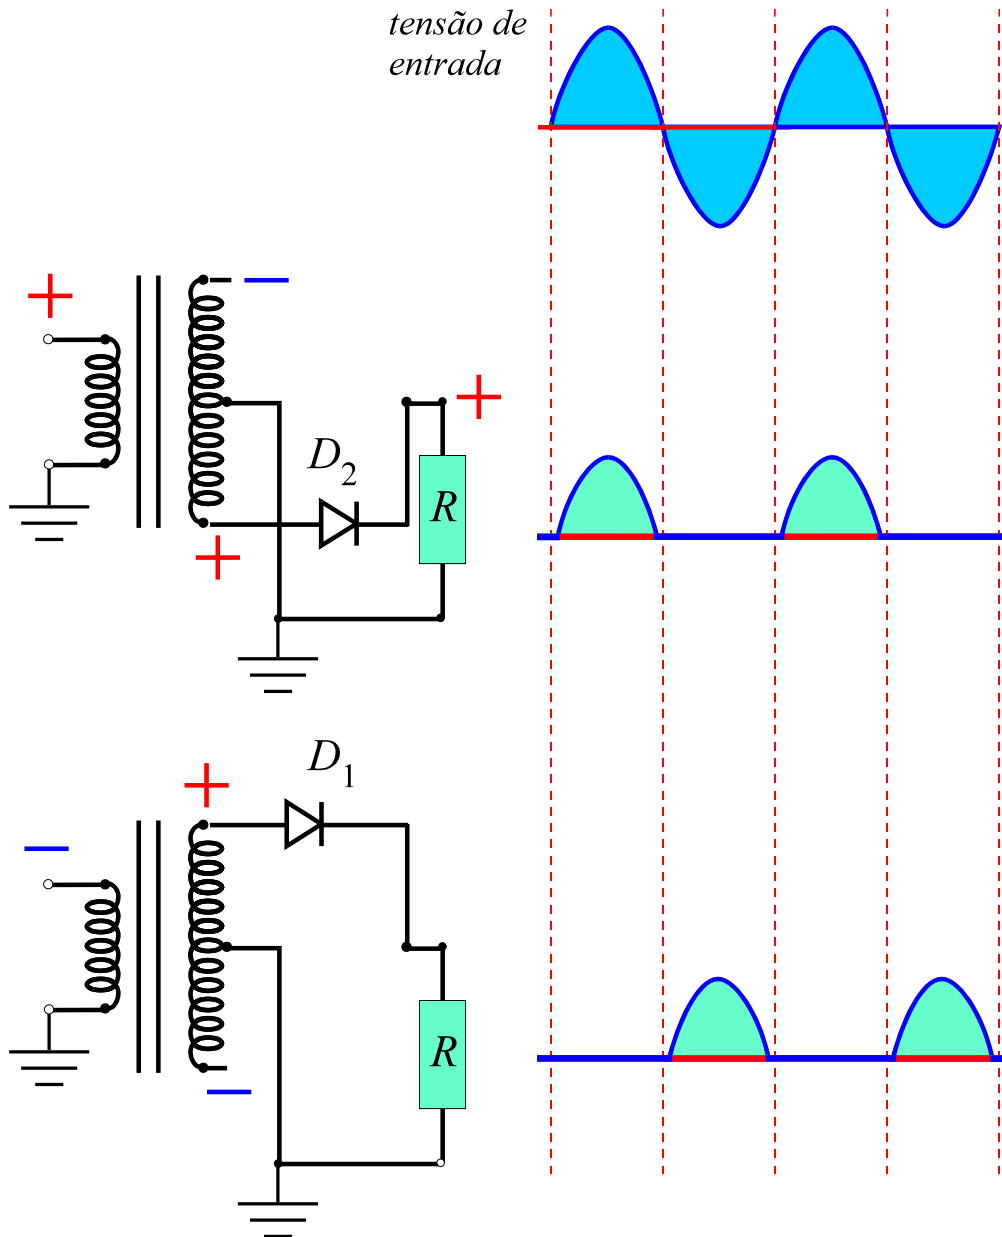 tensão de
entrada
+
−
D₂
+
R
+
D₁
+
−
R
−